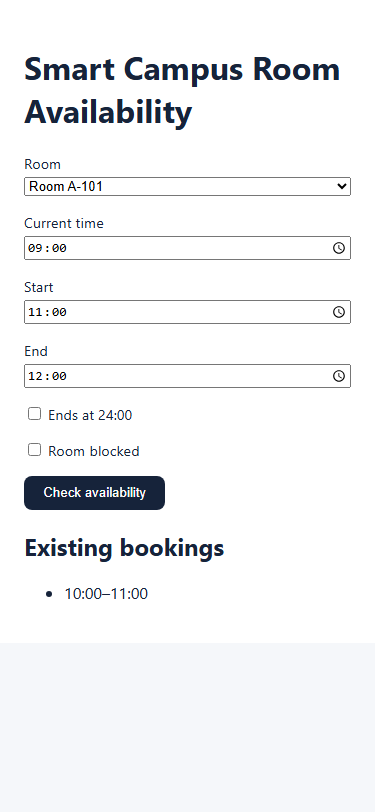 Smart Campus Room
Availability
Room
Room A-101
Current time
09:00
Start
11:00
End
12:00
Ends at 24:00
Room blocked
Check availability
Existing bookings
10:00–11:00